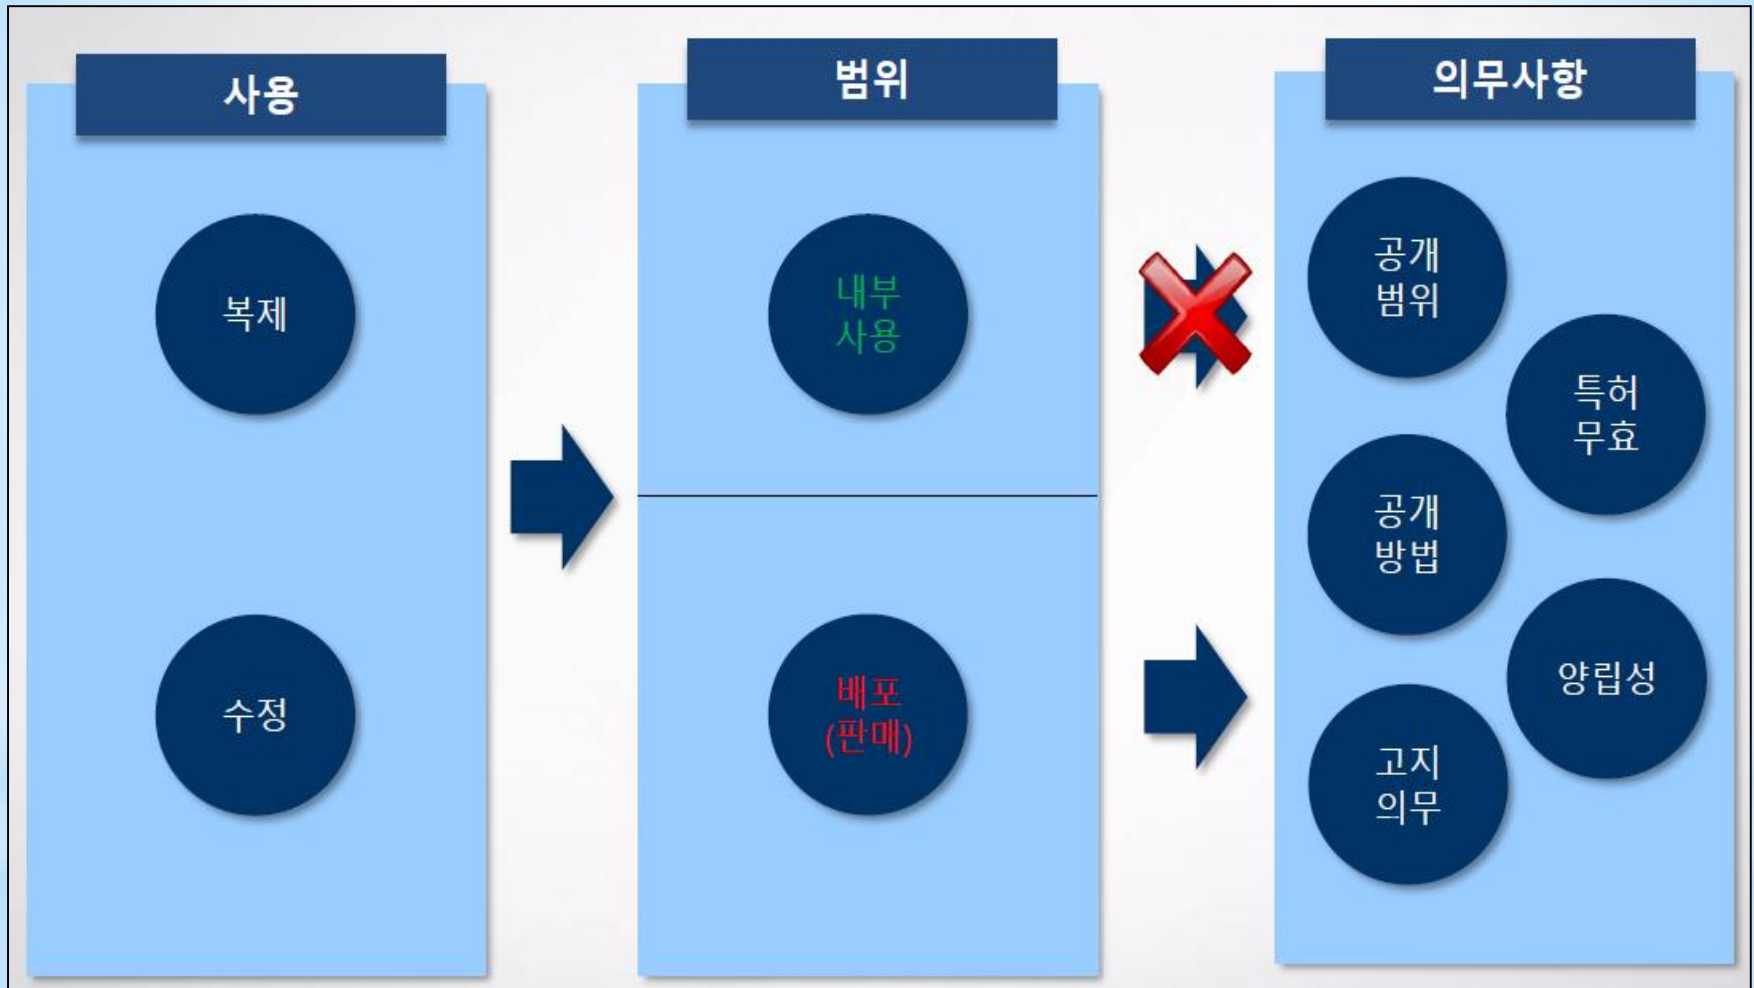 사용
복제
수정
범위
내부
사용
배포
(판매)
의무사항
공개
범위
특허
무효
공개
방법
양립성
고지
의무